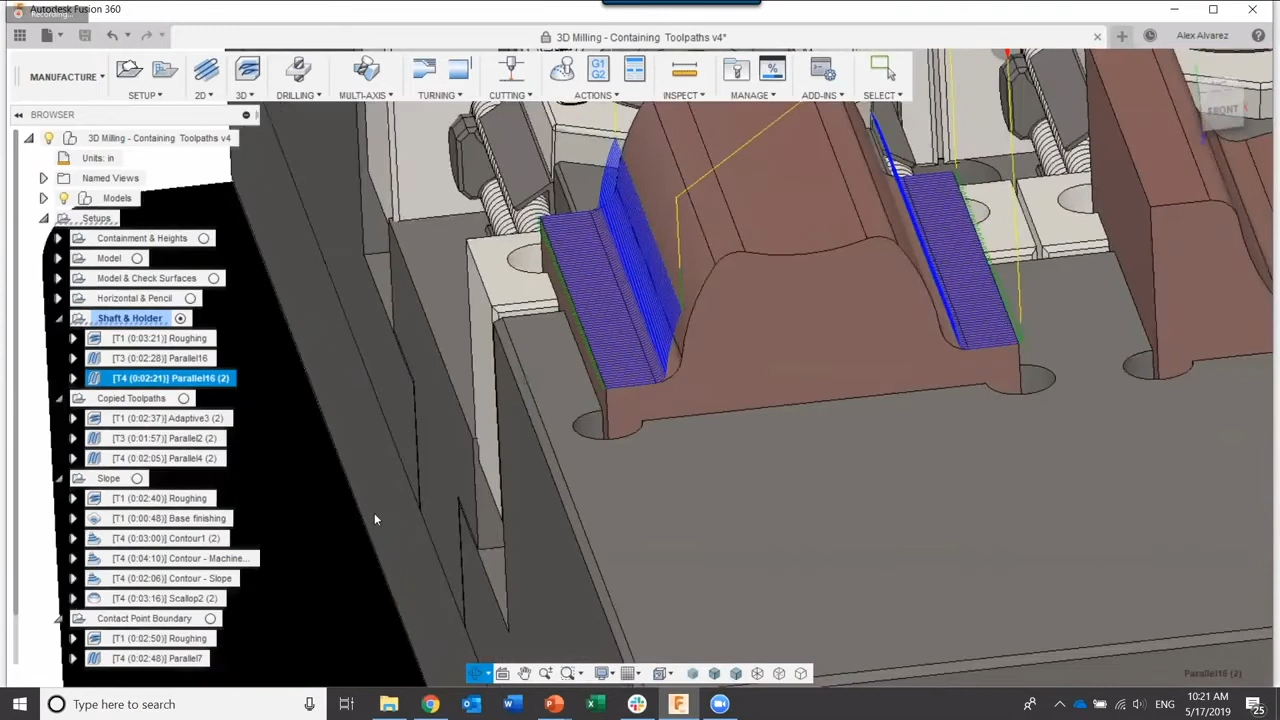 Autodesk Fusion 360
Recording...
3D Milling - Containing Toolpaths v4*
Alex Alvarez
MANUFACTURE
SETUP
2D
3D
DRILLING
MULTI-AXIS
TURNING
CUTTING
G1
G2
ACTIONS
INSPECT
%
MANAGE
ADD-INS
SELECT
BROWSER
FRONT
X
3D Milling - Containing Toolpaths v4
Units: in
Named Views
Models
Setups
Containment & Heights
Model
Model & Check Surfaces
Horizontal & Pencil
Shaft & Holder
[T1 (0:03:21)] Roughing
[T3 (0:02:28)] Parallel16
[T4 (0:02:21)] Parallel16 (2)
Copied Toolpaths
[T1 (0:02:37)] Adaptive3 (2)
[T3 (0:01:57)] Parallel2 (2)
[T4 (0:02:05)] Parallel4 (2)
Slope
[T1 (0:02:40)] Roughing
[T1 (0:00:48)] Base finishing
[T4 (0:03:00)] Contour1 (2)
[T4 (0:04:10)] Contour - Machine...
[T4 (0:02:06)] Contour - Slope
[T4 (0:03:16)] Scallop2 (2)
Contact Point Boundary
[T1 (0:02:50)] Roughing
[T4 (0:02:48)] Parallel7
Parallel16 (2)
Type here to search
ENG
10:21 AM
5/17/2019
25